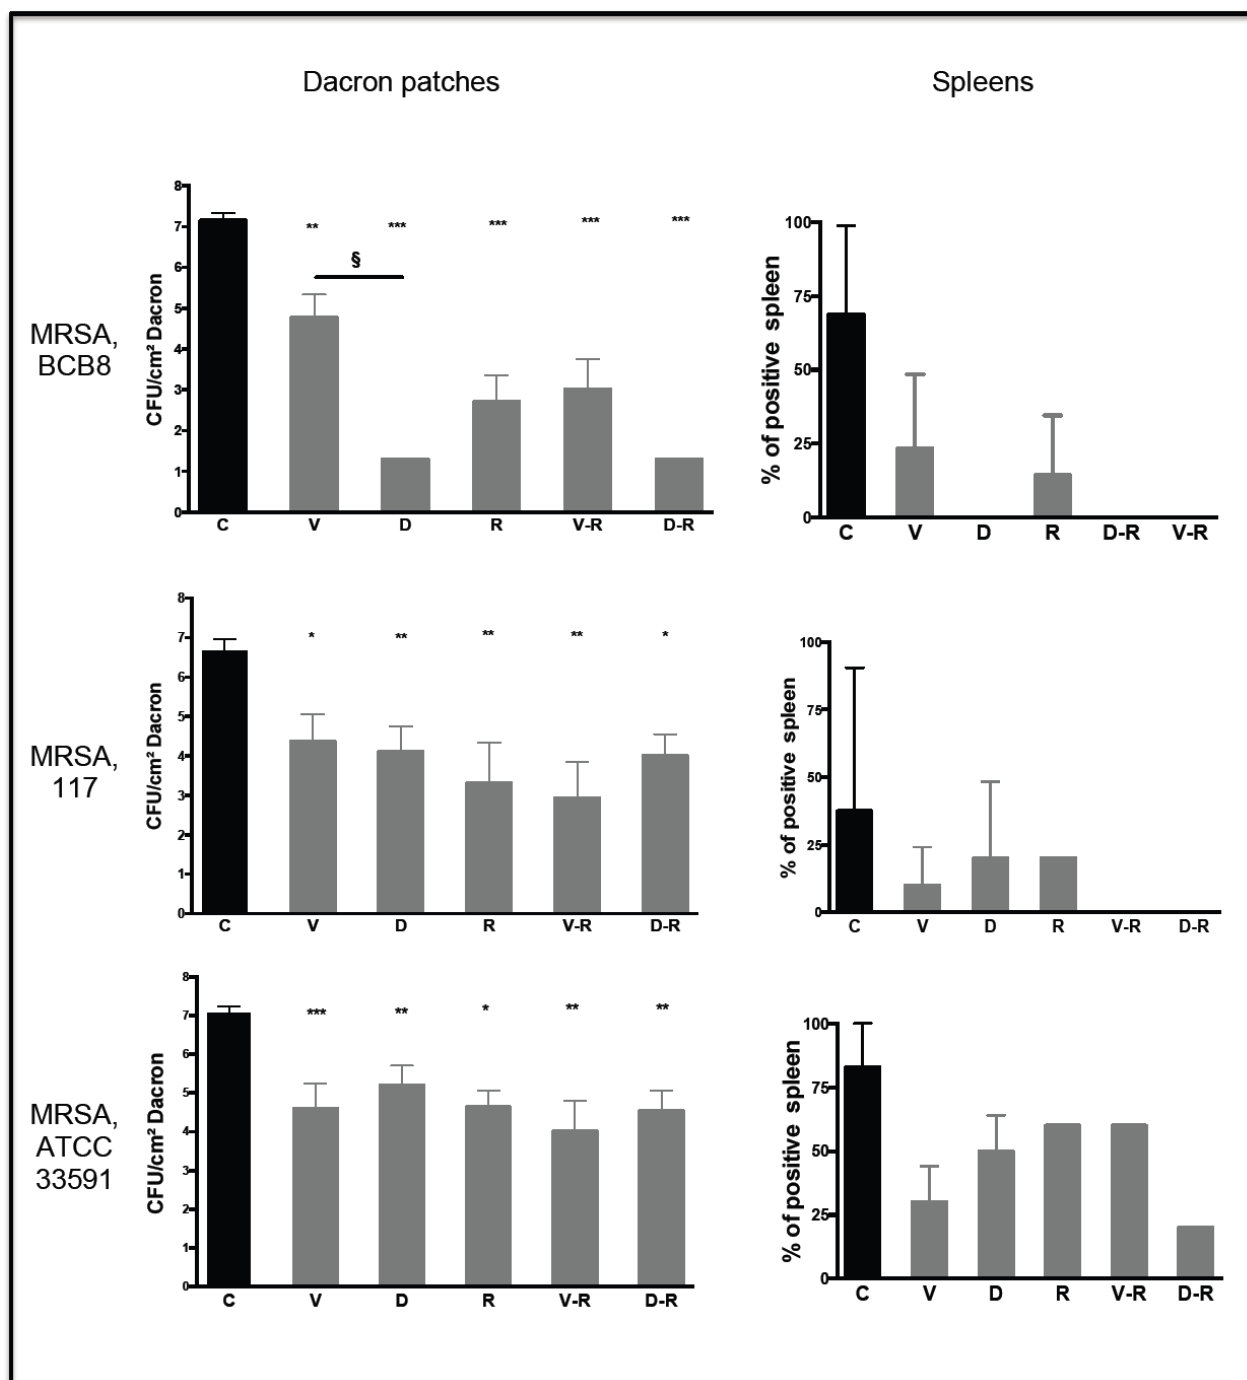 Dacron patches
Spleens
MRSA,
BCB8
CFU/cm² Dacron
8
7
6
5
4
3
2
1
0
** *** *** *** ***
§
C V D R V-R D-R
% of positive spleen
100
75
50
25
0
C V D R D-R V-R
MRSA,
117
CFU/cm² Dacron
8
7
6
5
4
3
2
1
0
* ** ** ** *
C V D R V-R D-R
% of positive spleen
100
75
50
25
0
C V D R V-R D-R
MRSA,
ATCC
33591
CFU/cm² Dacron
8
7
6
5
4
3
2
1
0
*** ** * ** **
C V D R V-R D-R
% of positive spleen
100
75
50
25
0
C V D R V-R D-R